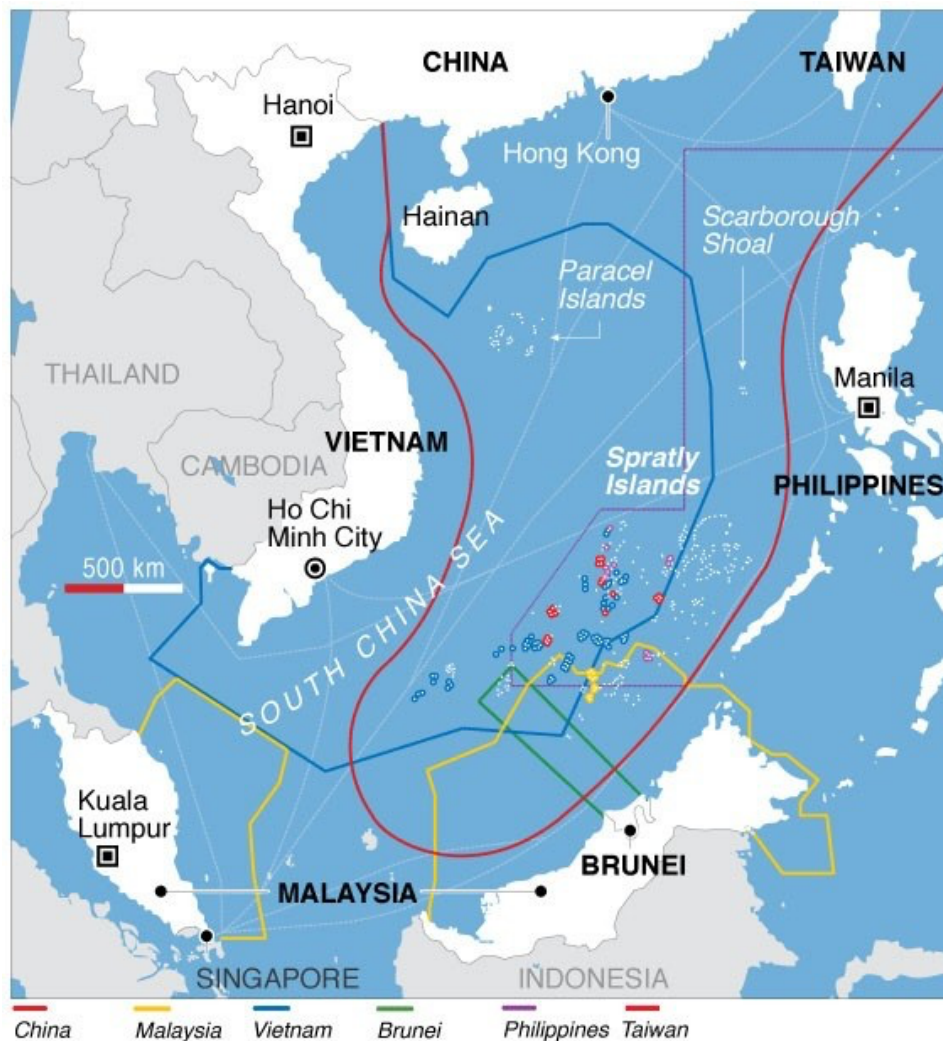 CHINA
TAIWAN
Hanoi
Hong Kong
Hainan
Scarborough
Shoal
Paracel
Islands
THAILAND
Manila
VIETNAM
CAMBODIA
Spratly
Islands
PHILIPPINES
Ho Chi
Minh City
500 km
SOUTH CHINA SEA
Kuala
Lumpur
BRUNEI
MALAYSIA
SINGAPORE
INDONESIA
China
Malaysia
Vietnam
Brunei
Philippines
Taiwan